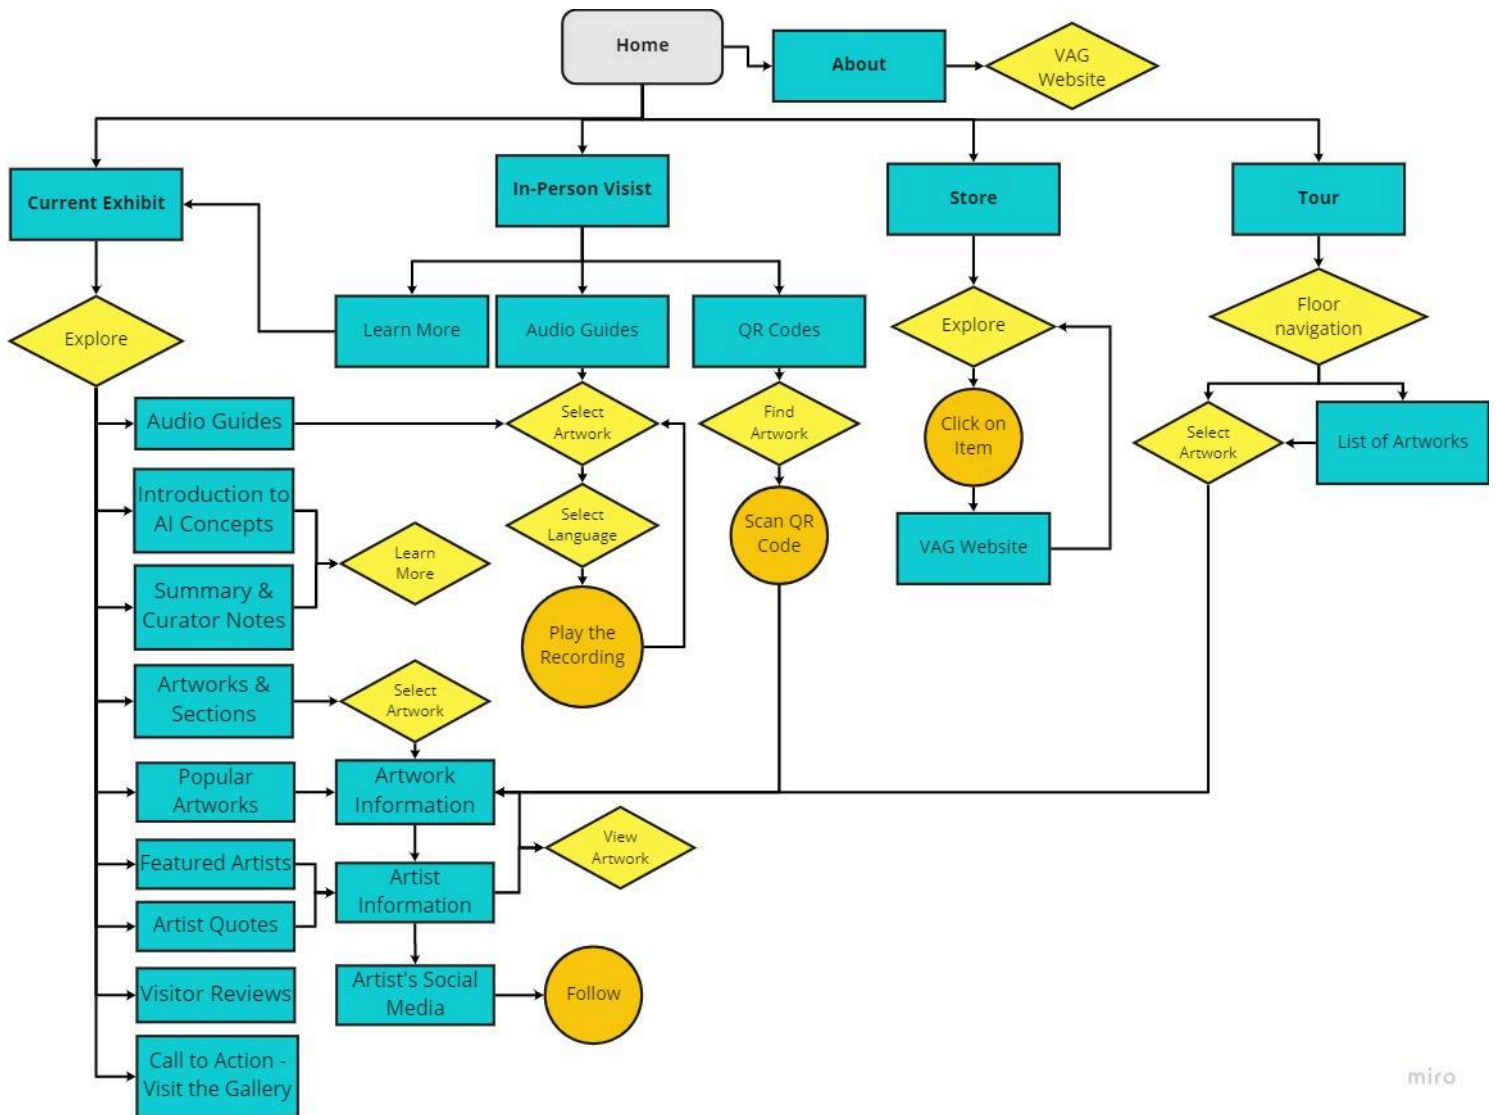 Home
About
VAG
Website
Current Exhibit
In-Person Visist
Store
Tour
Explore
Learn More
Audio Guides
QR Codes
Explore
Floor
navigation
Audio Guides
Select
Artwork
Find
Artwork
Click on
Item
Select
Artwork
List of Artworks
Introduction to
AI Concepts
Learn
More
Select
Language
Scan QR
Code
VAG Website
Summary &
Curator Notes
Play the
Recording
Artworks &
Sections
Select
Artwork
Popular
Artworks
Artwork
Information
View
Artwork
Featured Artists
Artist
Information
Artist Quotes
Visitor Reviews
Artist's Social
Media
Follow
Call to Action -
Visit the Gallery
miro